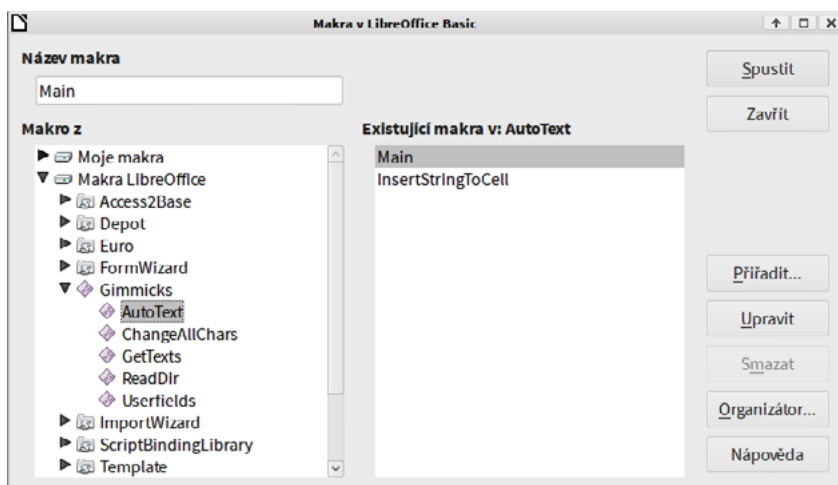 Makra v LibreOffice Basic
Název makra
Main
Makro z
Moje makra
Makra LibreOffice
Access2Base
Depot
Euro
FormWizard
Gimmicks
AutoText
ChangeAllChars
GetTexts
ReadDir
Userfields
ImportWizard
ScriptBindingLibrary
Template
Existující makra v: AutoText
Main
InsertStringToCell
Spustit
Zavřít
Přiřadit...
Upravit
Smazat
Organizátor...
Nápověda